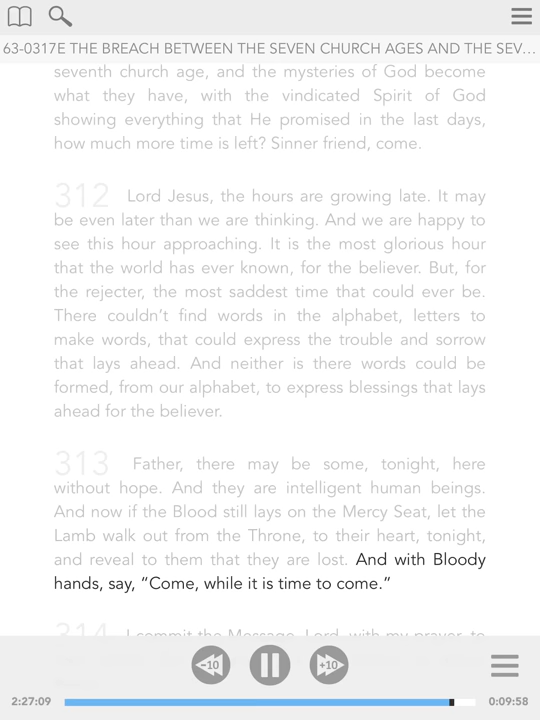 63-0317E THE BREACH BETWEEN THE SEVEN CHURCH AGES AND THE SEV...
seventh church age, and the mysteries of God become
what they have, with the vindicated Spirit of God
showing everything that He promised in the last days,
how much more time is left? Sinner friend, come.
312 Lord Jesus, the hours are growing late. It may
be even later than we are thinking. And we are happy to
see this hour approaching. It is the most glorious hour
that the world has ever known, for the believer. But, for
the rejecter, the most saddest time that could ever be.
There couldn't find words in the alphabet, letters to
make words, that could express the trouble and sorrow
that lays ahead. And neither is there words could be
formed, from our alphabet, to express blessings that lays
ahead for the believer.
313 Father, there may be some, tonight, here
without hope. And they are intelligent human beings.
And now if the Blood still lays on the Mercy Seat, let the
Lamb walk out from the Throne, to their heart, tonight,
and reveal to them that they are lost. And with Bloody
hands, say, “Come, while it is time to come.”
314 I commit the Message, Lord, with my prayer, to
-10 +10
2:27:09 0:09:58